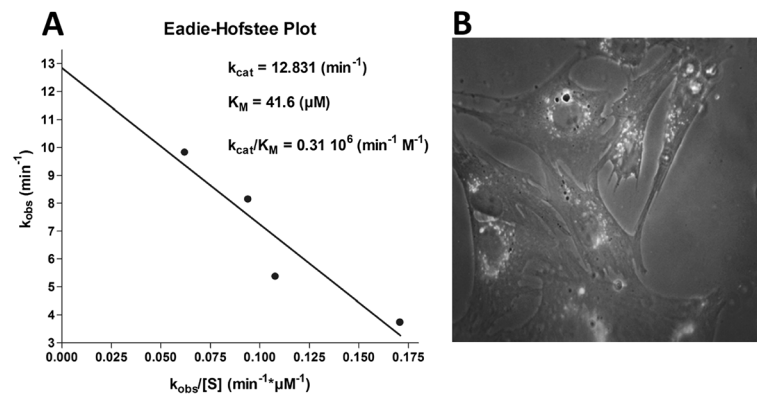 A
Eadie-Hofstee Plot
k_cat = 12.831 (min⁻¹)
K_M = 41.6 (µM)
k_cat/K_M = 0.31 10⁶ (min⁻¹ M⁻¹)
k_obs (min⁻¹)
13
12
11
10
9
8
7
6
5
4
3
0.000 0.025 0.050 0.075 0.100 0.125 0.150 0.175
k_obs/[S] (min⁻¹*µM⁻¹)
B